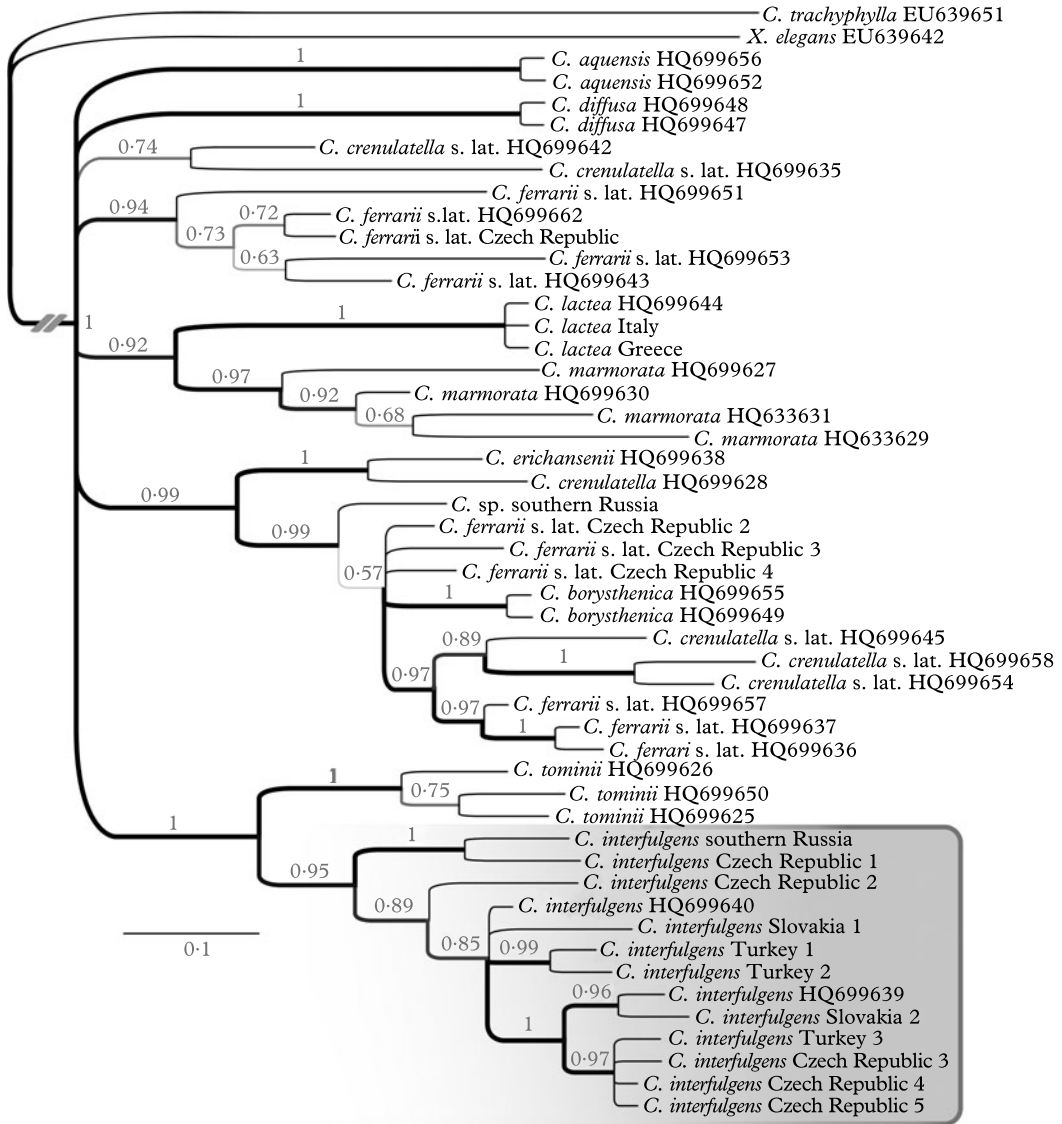 C. trachyphylla EU639651
X. elegans EU639642
1
C. aquensis HQ699656
C. aquensis HQ699652
1
C. diffusa HQ699648
C. diffusa HQ699647
0·74
C. crenulatella s. lat. HQ699642
C. crenulatella s. lat. HQ699635
0·94
C. ferrarii s. lat. HQ699651
0·73
0·72
C. ferrarii s.lat. HQ699662
C. ferrarii s. lat. Czech Republic
0·63
C. ferrarii s. lat. HQ699653
C. ferrarii s. lat. HQ699643
1
0·92
1
C. lactea HQ699644
C. lactea Italy
C. lactea Greece
0·97
C. marmorata HQ699627
0·92
C. marmorata HQ699630
0·68
C. marmorata HQ633631
C. marmorata HQ633629
0·99
1
C. erichansenii HQ699638
C. crenulatella HQ699628
0·99
C. sp. southern Russia
0·57
C. ferrarii s. lat. Czech Republic 2
C. ferrarii s. lat. Czech Republic 3
C. ferrarii s. lat. Czech Republic 4
1
C. borysthenica HQ699655
C. borysthenica HQ699649
0·97
0·89
C. crenulatella s. lat. HQ699645
1
C. crenulatella s. lat. HQ699658
C. crenulatella s. lat. HQ699654
0·97
C. ferrarii s. lat. HQ699657
1
C. ferrarii s. lat. HQ699637
C. ferrari s. lat. HQ699636
1
1
C. tominii HQ699626
0·75
C. tominii HQ699650
C. tominii HQ699625
0·95
1
C. interfulgens southern Russia
C. interfulgens Czech Republic 1
0·89
C. interfulgens Czech Republic 2
0·85
C. interfulgens HQ699640
C. interfulgens Slovakia 1
0·99
C. interfulgens Turkey 1
C. interfulgens Turkey 2
1
0·96
C. interfulgens HQ699639
C. interfulgens Slovakia 2
0·97
C. interfulgens Turkey 3
C. interfulgens Czech Republic 3
C. interfulgens Czech Republic 4
C. interfulgens Czech Republic 5
0·1